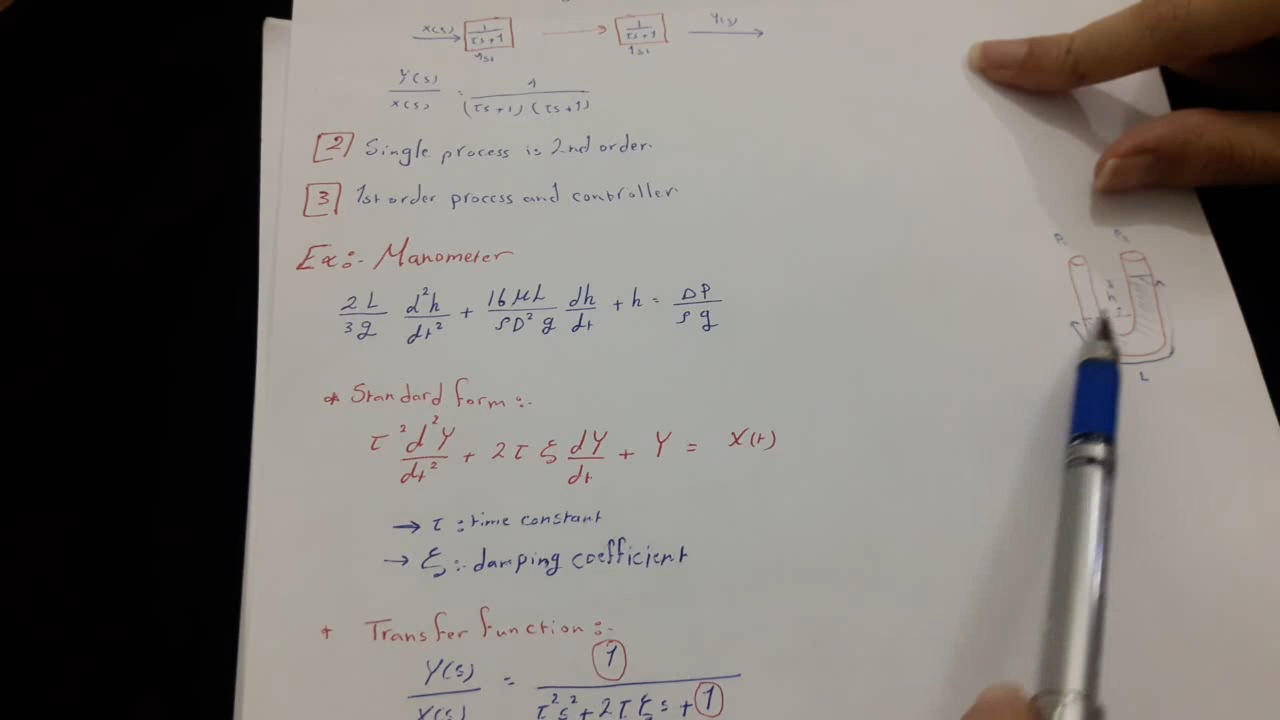 X(s) 1/(τs+1) 1/(τs+1) Y(s)
Y(s)/X(s) = 1/((τs+1)(τs+1))
[2] Single process is 2nd order.
[3] 1st order process and controller
Ex:- Manometer
2L/3g d²h/dt² + 16ML/ρD²g dh/dt + h = ΔP/ρg
* Standard form:-
τ² d²Y/dt² + 2τξ dY/dt + Y = X(t)
→ τ: time constant
→ ξ:- damping coefficient
* Transfer function:-
Y(s)/X(s) = 1/(τ²s²+2τξs+1)
L